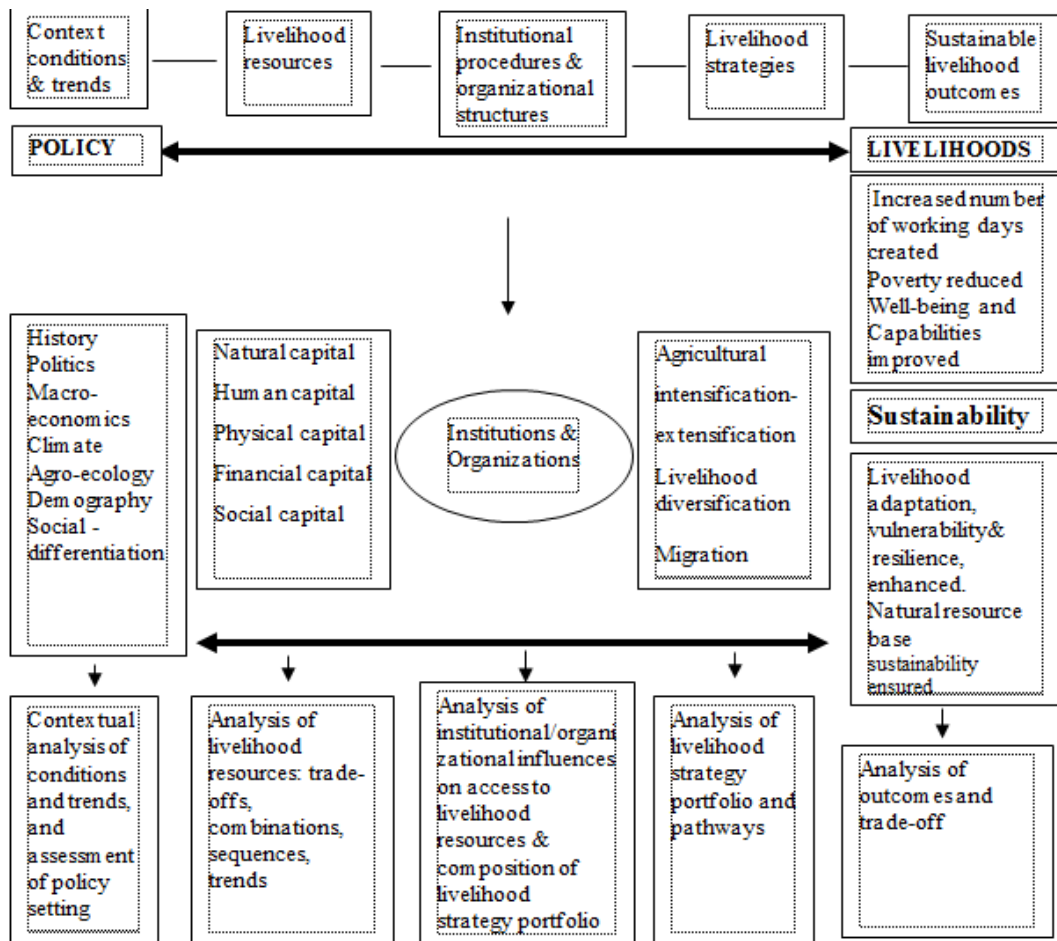 Context
conditions
& trends
Livelihood
resources
Institutional
procedures &
organizational
structures
Livelihood
strategies
Sustainable
livelihood
outcomes
POLICY
LIVELIHOODS
Increased number
of working days
created
Poverty reduced
Well-being and
Capabilities
improved
History
Politics
Macro-
economics
Climate
Agro-ecology
Demography
Social -
differentiation
Natural capital
Human capital
Physical capital
Financial capital
Social capital
Institutions &
Organizations
Agricultural
intensification-
extensification
Livelihood
diversification
Migration
Sustainability
Livelihood
adaptation,
vulnerability&
resilience,
enhanced.
Natural resource
base
sustainability
ensured
Contextual
analysis of
conditions
and trends,
and
assessment
of policy
setting
Analysis of
livelihood
resources: trade-
offs,
combinations,
sequences,
trends
Analysis of
institutional/organi
zational influences
on access to
livelihood
resources &
composition of
livelihood
strategy portfolio
Analysis of
livelihood
strategy
portfolio and
pathways
Analysis of
outcomes and
trade-off